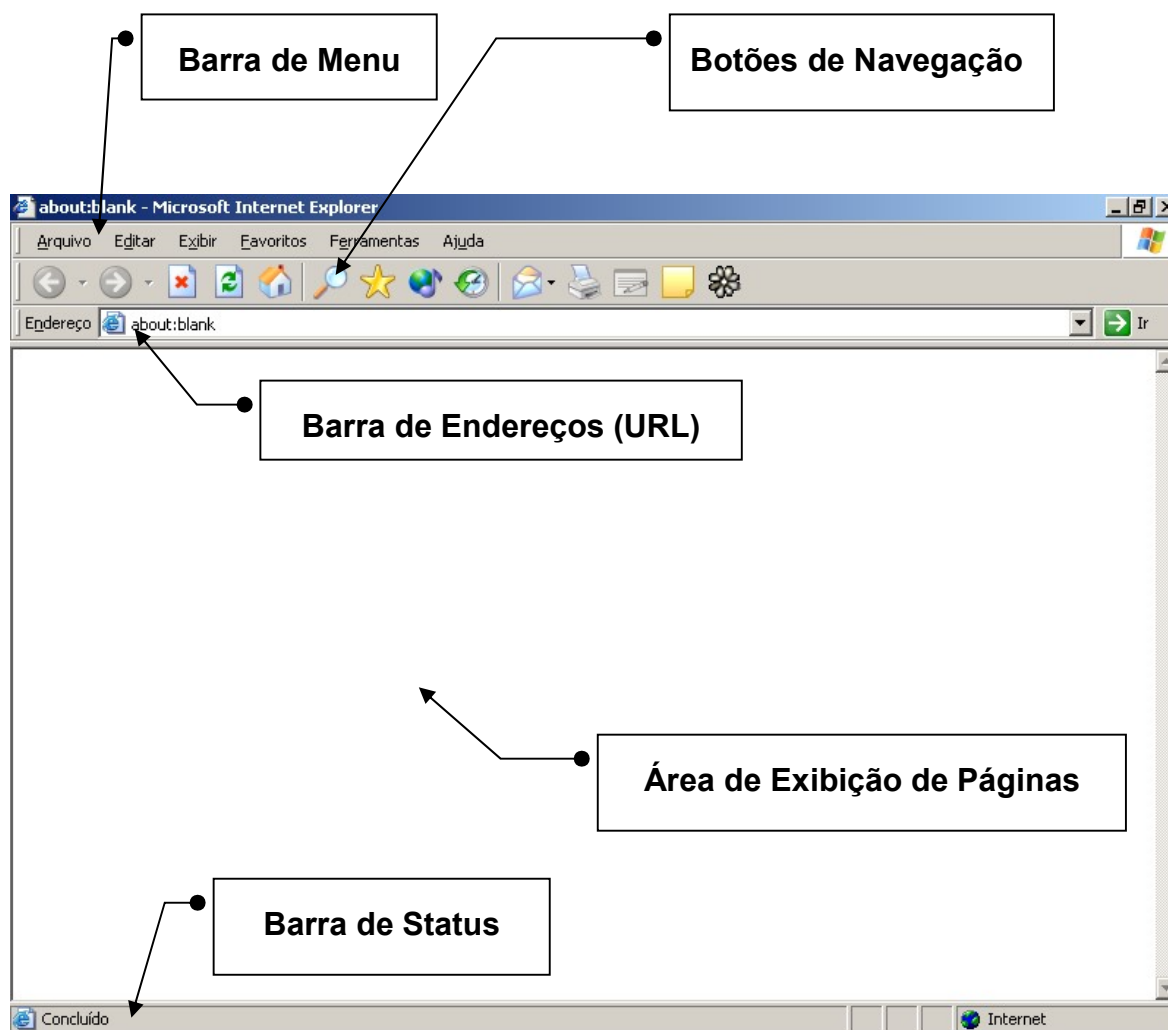 Barra de Menu
Botões de Navegação
about:blank - Microsoft Internet Explorer
Arquivo Editar Exibir Favoritos Ferramentas Ajuda
Endereço about:blank Ir
Barra de Endereços (URL)
Área de Exibição de Páginas
Barra de Status
Concluído Internet